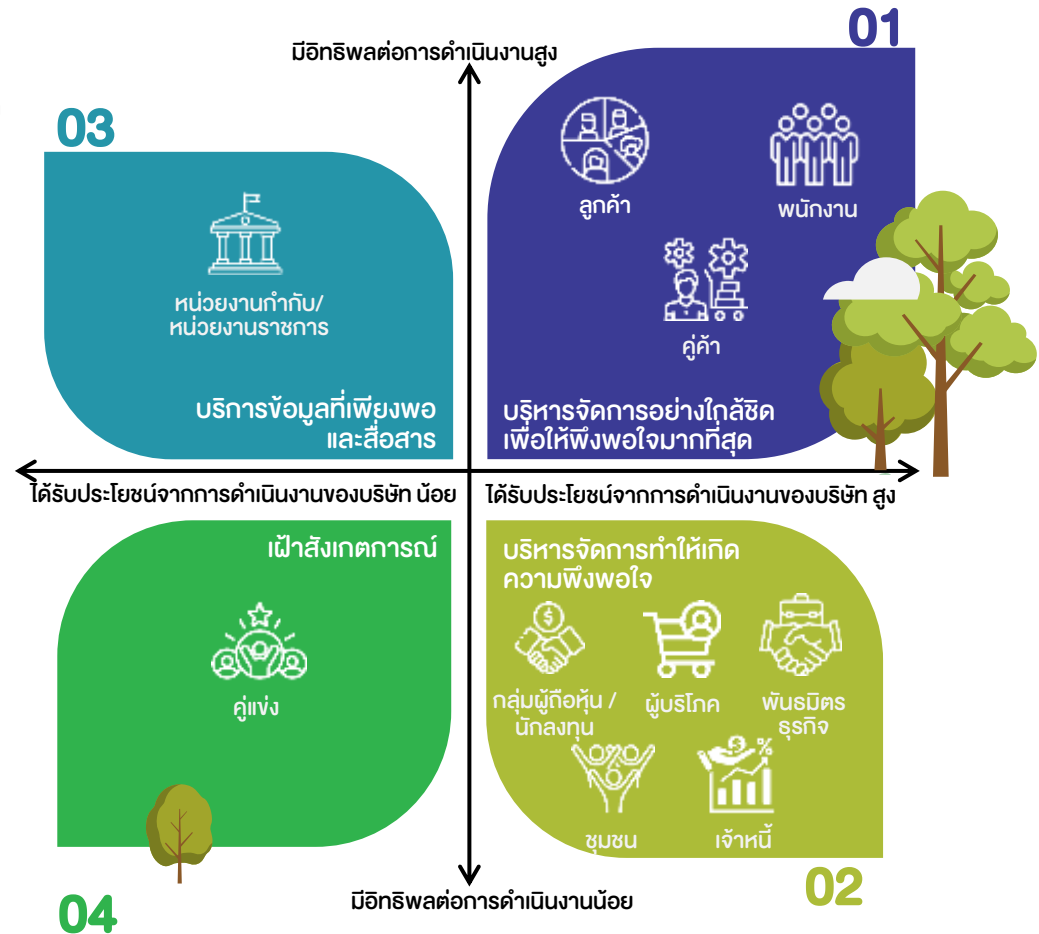 01
มีอิทธิพลต่อการดำเนินงานสูง
03
ลูกค้า
พนักงาน
คู่ค้า
หน่วยงานกำกับ/
หน่วยงานราชการ
บริการข้อมูลที่เพียงพอ
และสื่อสาร
บริหารจัดการอย่างใกล้ชิด
เพื่อให้พึงพอใจมากที่สุด
ได้รับประโยชน์จากการดำเนินงานของบริษัท น้อย
ได้รับประโยชน์จากการดำเนินงานของบริษัท สูง
เฝ้าสังเกตการณ์
คู่แข่ง
บริหารจัดการทำให้เกิด
ความพึงพอใจ
กลุ่มผู้ถือหุ้น /
นักลงทุน
ผู้บริโภค
พันธมิตร
ธุรกิจ
ชุมชน
เจ้าหนี้
02
มีอิทธิพลต่อการดำเนินงานน้อย
04